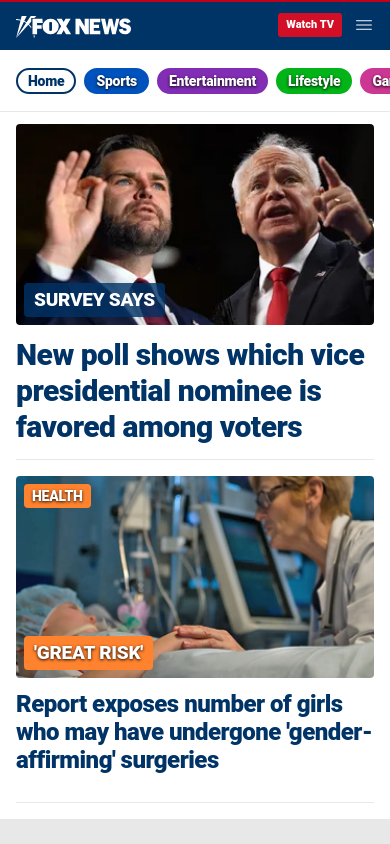 FOX NEWS
Watch TV
Home
Sports
Entertainment
Lifestyle
Ga
SURVEY SAYS
New poll shows which vice
presidential nominee is
favored among voters
HEALTH
'GREAT RISK'
Report exposes number of girls
who may have undergone 'gender-
affirming' surgeries